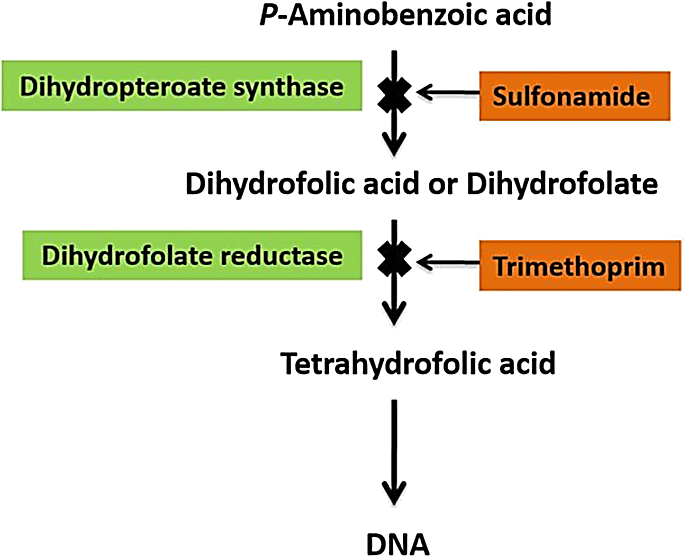 P-Aminobenzoic acid
Dihydropteroate synthase
Sulfonamide
Dihydrofolic acid or Dihydrofolate
Dihydrofolate reductase
Trimethoprim
Tetrahydrofolic acid
DNA